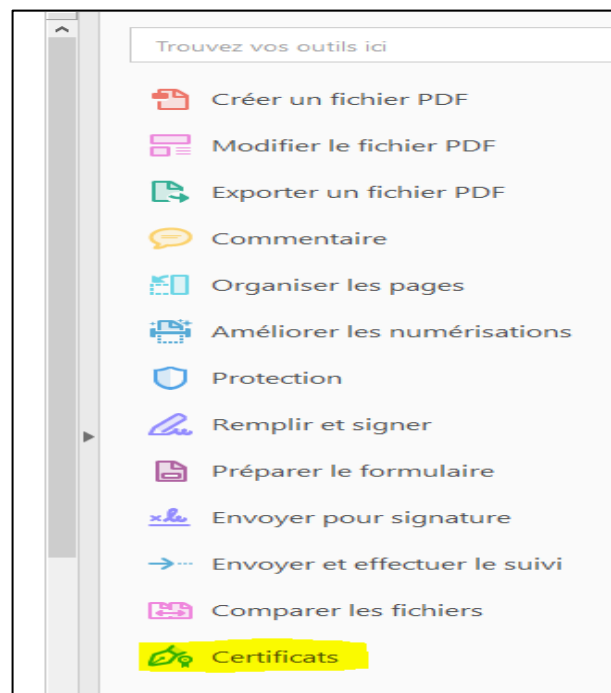 Trouvez vos outils ici
Créer un fichier PDF
Modifier le fichier PDF
Exporter un fichier PDF
Commentaire
Organiser les pages
Améliorer les numérisations
Protection
Remplir et signer
Préparer le formulaire
Envoyer pour signature
Envoyer et effectuer le suivi
Comparer les fichiers
Certificats